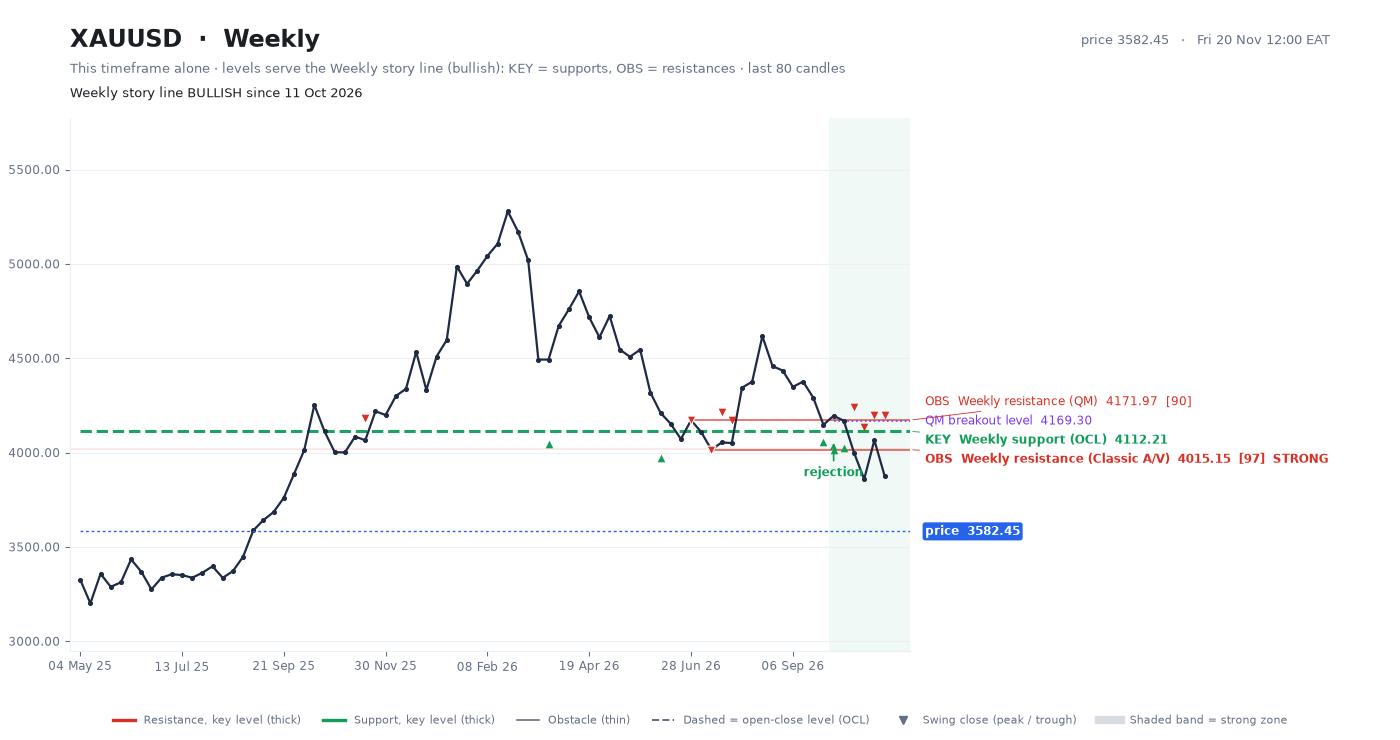 XAUUSD · Weekly
price 3582.45 · Fri 20 Nov 12:00 EAT
This timeframe alone · levels serve the Weekly story line (bullish): KEY = supports, OBS = resistances · last 80 candles
Weekly story line BULLISH since 11 Oct 2026
5500.00
5000.00
4500.00
4000.00
3500.00
3000.00
OBS Weekly resistance (QM) 4171.97 [90]
QM breakout level 4169.30
KEY Weekly support (OCL) 4112.21
OBS Weekly resistance (Classic A/V) 4015.15 [97] STRONG
rejection
price 3582.45
04 May 25
13 Jul 25
21 Sep 25
30 Nov 25
08 Feb 26
19 Apr 26
28 Jun 26
06 Sep 26
Resistance, key level (thick)
Support, key level (thick)
Obstacle (thin)
Dashed = open-close level (OCL)
Swing close (peak / trough)
Shaded band = strong zone